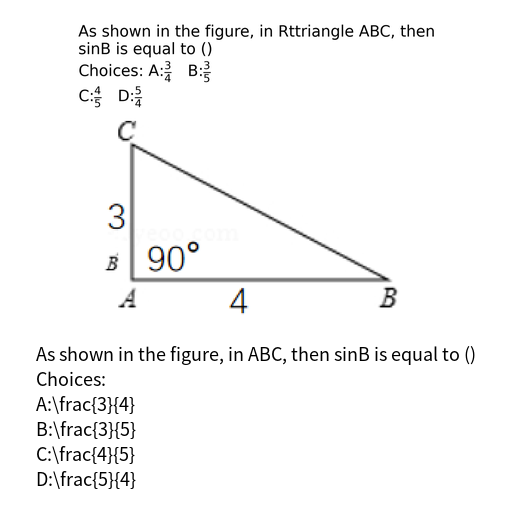 As shown in the figure, in Rttriangle ABC, then
sinB is equal to ()
Choices: A:\frac{3}{4} B:\frac{3}{5}
C:\frac{4}{5} D:\frac{5}{4}
C
3
B 90°
A 4 B
As shown in the figure, in ABC, then sinB is equal to ()
Choices:
A:\frac{3}{4}
B:\frac{3}{5}
C:\frac{4}{5}
D:\frac{5}{4}